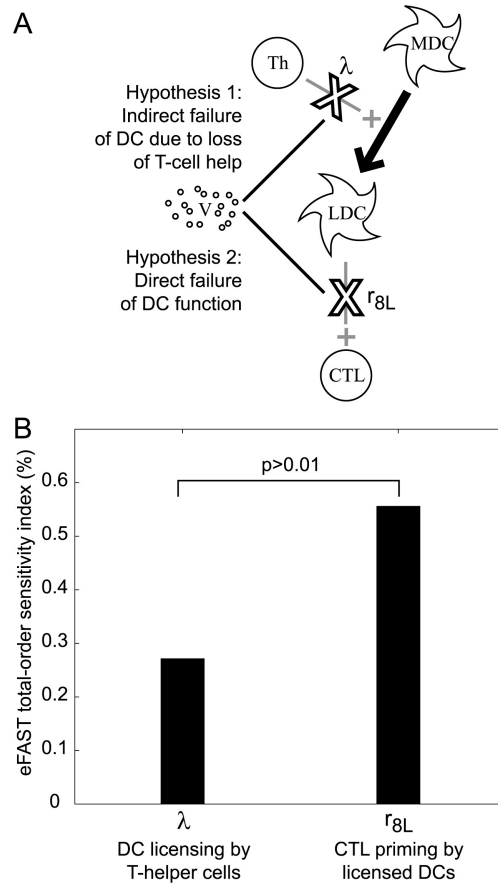 A
Th
λ
MDC
+
Hypothesis 1:
Indirect failure
of DC due to loss
of T-cell help
V
LDC
Hypothesis 2:
Direct failure
of DC function
r8L
+
CTL
B
eFAST total-order sensitivity index (%)
0.6
0.5
0.4
0.3
0.2
0.1
0
p>0.01
λ
DC licensing by
T-helper cells
r8L
CTL priming by
licensed DCs